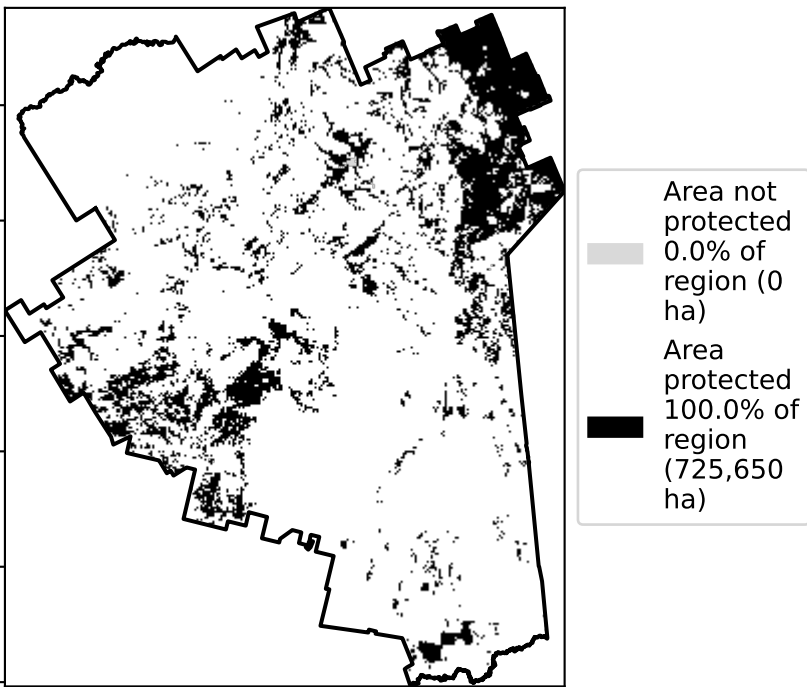 Area not
protected
0.0% of
region (0
ha)
Area
protected
100.0% of
region
(725,650
ha)